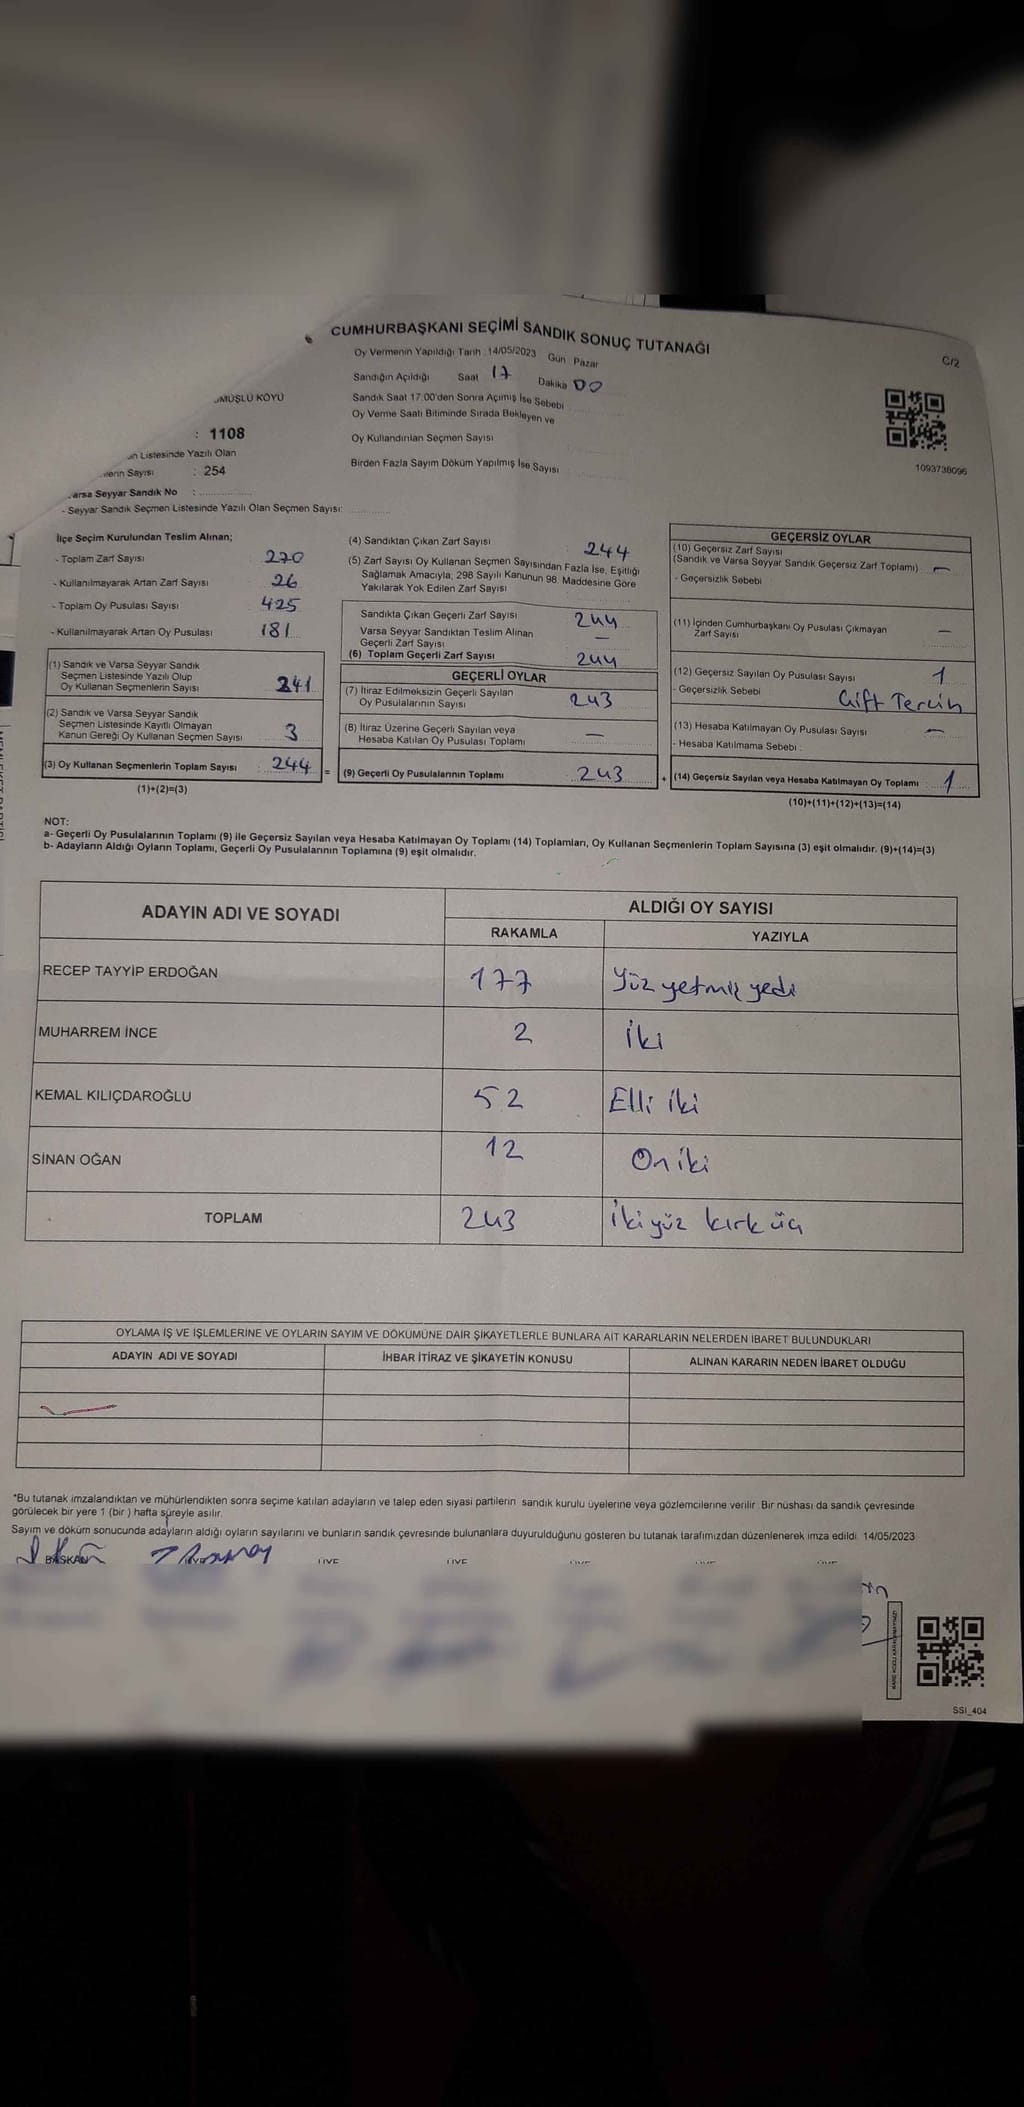 CUMHURBAŞKANI SEÇİMİ SANDIK SONUÇ TUTANAĞI
C/2
Oy Vermenin Yapıldığı Tarih : 14/05/2023 Gün : Pazar
Sandığın Açıldığı Saat 17 Dakika 00
Sandık Saat 17:00'den Sonra Açımış İse Sebebi
Oy Verme Saati Bitiminde Sırada Bekleyen ve
Oy Kullandırılan Seçmen Sayısı
Birden Fazla Sayım Döküm Yapılmış İse Sayısı
KÖYÜ
: 1108
Listesinde Yazılı Olan
Sayısı : 254
Varsa Seyyar Sandık No :
- Seyyar Sandık Seçmen Listesinde Yazılı Olan Seçmen Sayısı:
1093738096
İlçe Seçim Kurulundan Teslim Alınan;
- Toplam Zarf Sayısı 270
- Kullanılmayarak Artan Zarf Sayısı 26
- Toplam Oy Pusulası Sayısı 425
- Kullanılmayarak Artan Oy Pusulası 181
(1) Sandık ve Varsa Seyyar Sandık
Seçmen Listesinde Yazılı Olup
Oy Kullanan Seçmenlerin Sayısı 241
(2) Sandık ve Varsa Seyyar Sandık
Seçmen Listesinde Kayıtlı Olmayan
Kanun Gereği Oy Kullanan Seçmen Sayısı 3
(3) Oy Kullanan Seçmenlerin Toplam Sayısı : 244
(1)+(2)=(3)
=
(4) Sandıktan Çıkan Zarf Sayısı 244
(5) Zarf Sayısı Oy Kullanan Seçmen Sayısından Fazla İse, Eşitliği
Sağlamak Amacıyla, 298 Sayılı Kanunun 98. Maddesine Göre
Yakılarak Yok Edilen Zarf Sayısı
Sandıkta Çıkan Geçerli Zarf Sayısı 244
Varsa Seyyar Sandıktan Teslim Alınan
Geçerli Zarf Sayısı —
(6) Toplam Geçerli Zarf Sayısı 244
GEÇERLİ OYLAR
(7) İtiraz Edilmeksizin Geçerli Sayılan
Oy Pusulalarının Sayısı 243
(8) İtiraz Üzerine Geçerli Sayılan veya
Hesaba Katılan Oy Pusulası Toplamı —
(9) Geçerli Oy Pusulalarının Toplamı 243
+
GEÇERSİZ OYLAR
(10) Geçersiz Zarf Sayısı
(Sandık ve Varsa Seyyar Sandık Geçersiz Zarf Toplamı) —
- Geçersizlik Sebebi
(11) İçinden Cumhurbaşkanı Oy Pusulası Çıkmayan
Zarf Sayısı —
(12) Geçersiz Sayılan Oy Pusulası Sayısı 1
- Geçersizlik Sebebi Çift Tercih
(13) Hesaba Katılmayan Oy Pusulası Sayısı —
- Hesaba Katılmama Sebebi :
(14) Geçersiz Sayılan veya Hesaba Katılmayan Oy Toplamı 1
(10)+(11)+(12)+(13)=(14)
NOT:
a- Geçerli Oy Pusulalarının Toplamı (9) ile Geçersiz Sayılan veya Hesaba Katılmayan Oy Toplamı (14) Toplamları, Oy Kullanan Seçmenlerin Toplam Sayısına (3) eşit olmalıdır. (9)+(14)=(3)
b- Adayların Aldığı Oyların Toplamı, Geçerli Oy Pusulalarının Toplamına (9) eşit olmalıdır.
ADAYIN ADI VE SOYADI ALDIĞI OY SAYISI
RAKAMLA YAZIYLA
RECEP TAYYİP ERDOĞAN 177 Yüz yetmiş yedi
MUHARREM İNCE 2 İki
KEMAL KILIÇDAROĞLU 52 Elli iki
SİNAN OĞAN 12 On iki
TOPLAM 243 İkiyüz kırk üç
OYLAMA İŞ VE İŞLEMLERİNE VE OYLARIN SAYIM VE DÖKÜMÜNE DAİR ŞİKAYETLERLE BUNLARA AİT KARARLARIN NELERDEN İBARET BULUNDUKLARI
ADAYIN ADI VE SOYADI İHBAR İTİRAZ VE ŞİKAYETİN KONUSU ALINAN KARARIN NEDEN İBARET OLDUĞU
*Bu tutanak imzalandıktan ve mühürlendikten sonra seçime katılan adayların ve talep eden siyasi partilerin sandık kurulu üyelerine veya gözlemcilerine verilir. Bir nüshası da sandık çevresinde
görülecek bir yere 1 (bir) hafta süreyle asılır.
Sayım ve döküm sonucunda adayların aldığı oyların sayılarını ve bunların sandık çevresinde bulunanlara duyurulduğunu gösteren bu tutanak tarafımızdan düzenlenerek imza edildi. 14/05/2023
BAŞKAN
SSI_404